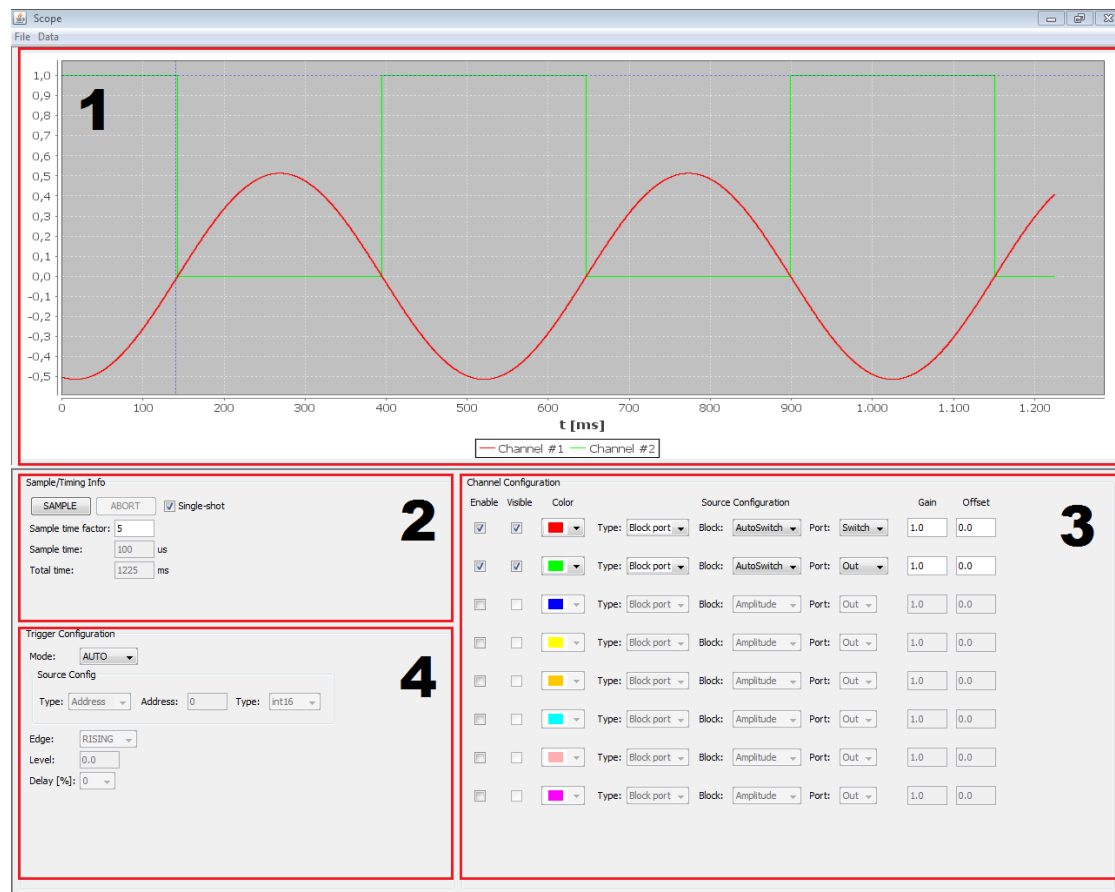 Scope
File Data
1
1,0
0,9
0,8
0,7
0,6
0,5
0,4
0,3
0,2
0,1
0,0
-0,1
-0,2
-0,3
-0,4
-0,5
0 100 200 300 400 500 600 700 800 900 1.000 1.100 1.200
t [ms]
Channel #1 Channel #2
Sample/Timing Info
SAMPLE ABORT Single-shot
2
Sample time factor: 5
Sample time: 100 us
Total time: 1225 ms
Trigger Configuration
Mode: AUTO
4
Source Config
Type: Address Address: 0 Type: int16
Edge: RISING
Level: 0.0
Delay [%]: 0
Channel Configuration
Enable Visible Color Source Configuration Gain Offset
3
Type: Block port Block: AutoSwitch Port: Switch 1.0 0.0
Type: Block port Block: AutoSwitch Port: Out 1.0 0.0
Type: Block port Block: Amplitude Port: Out 1.0 0.0
Type: Block port Block: Amplitude Port: Out 1.0 0.0
Type: Block port Block: Amplitude Port: Out 1.0 0.0
Type: Block port Block: Amplitude Port: Out 1.0 0.0
Type: Block port Block: Amplitude Port: Out 1.0 0.0
Type: Block port Block: Amplitude Port: Out 1.0 0.0